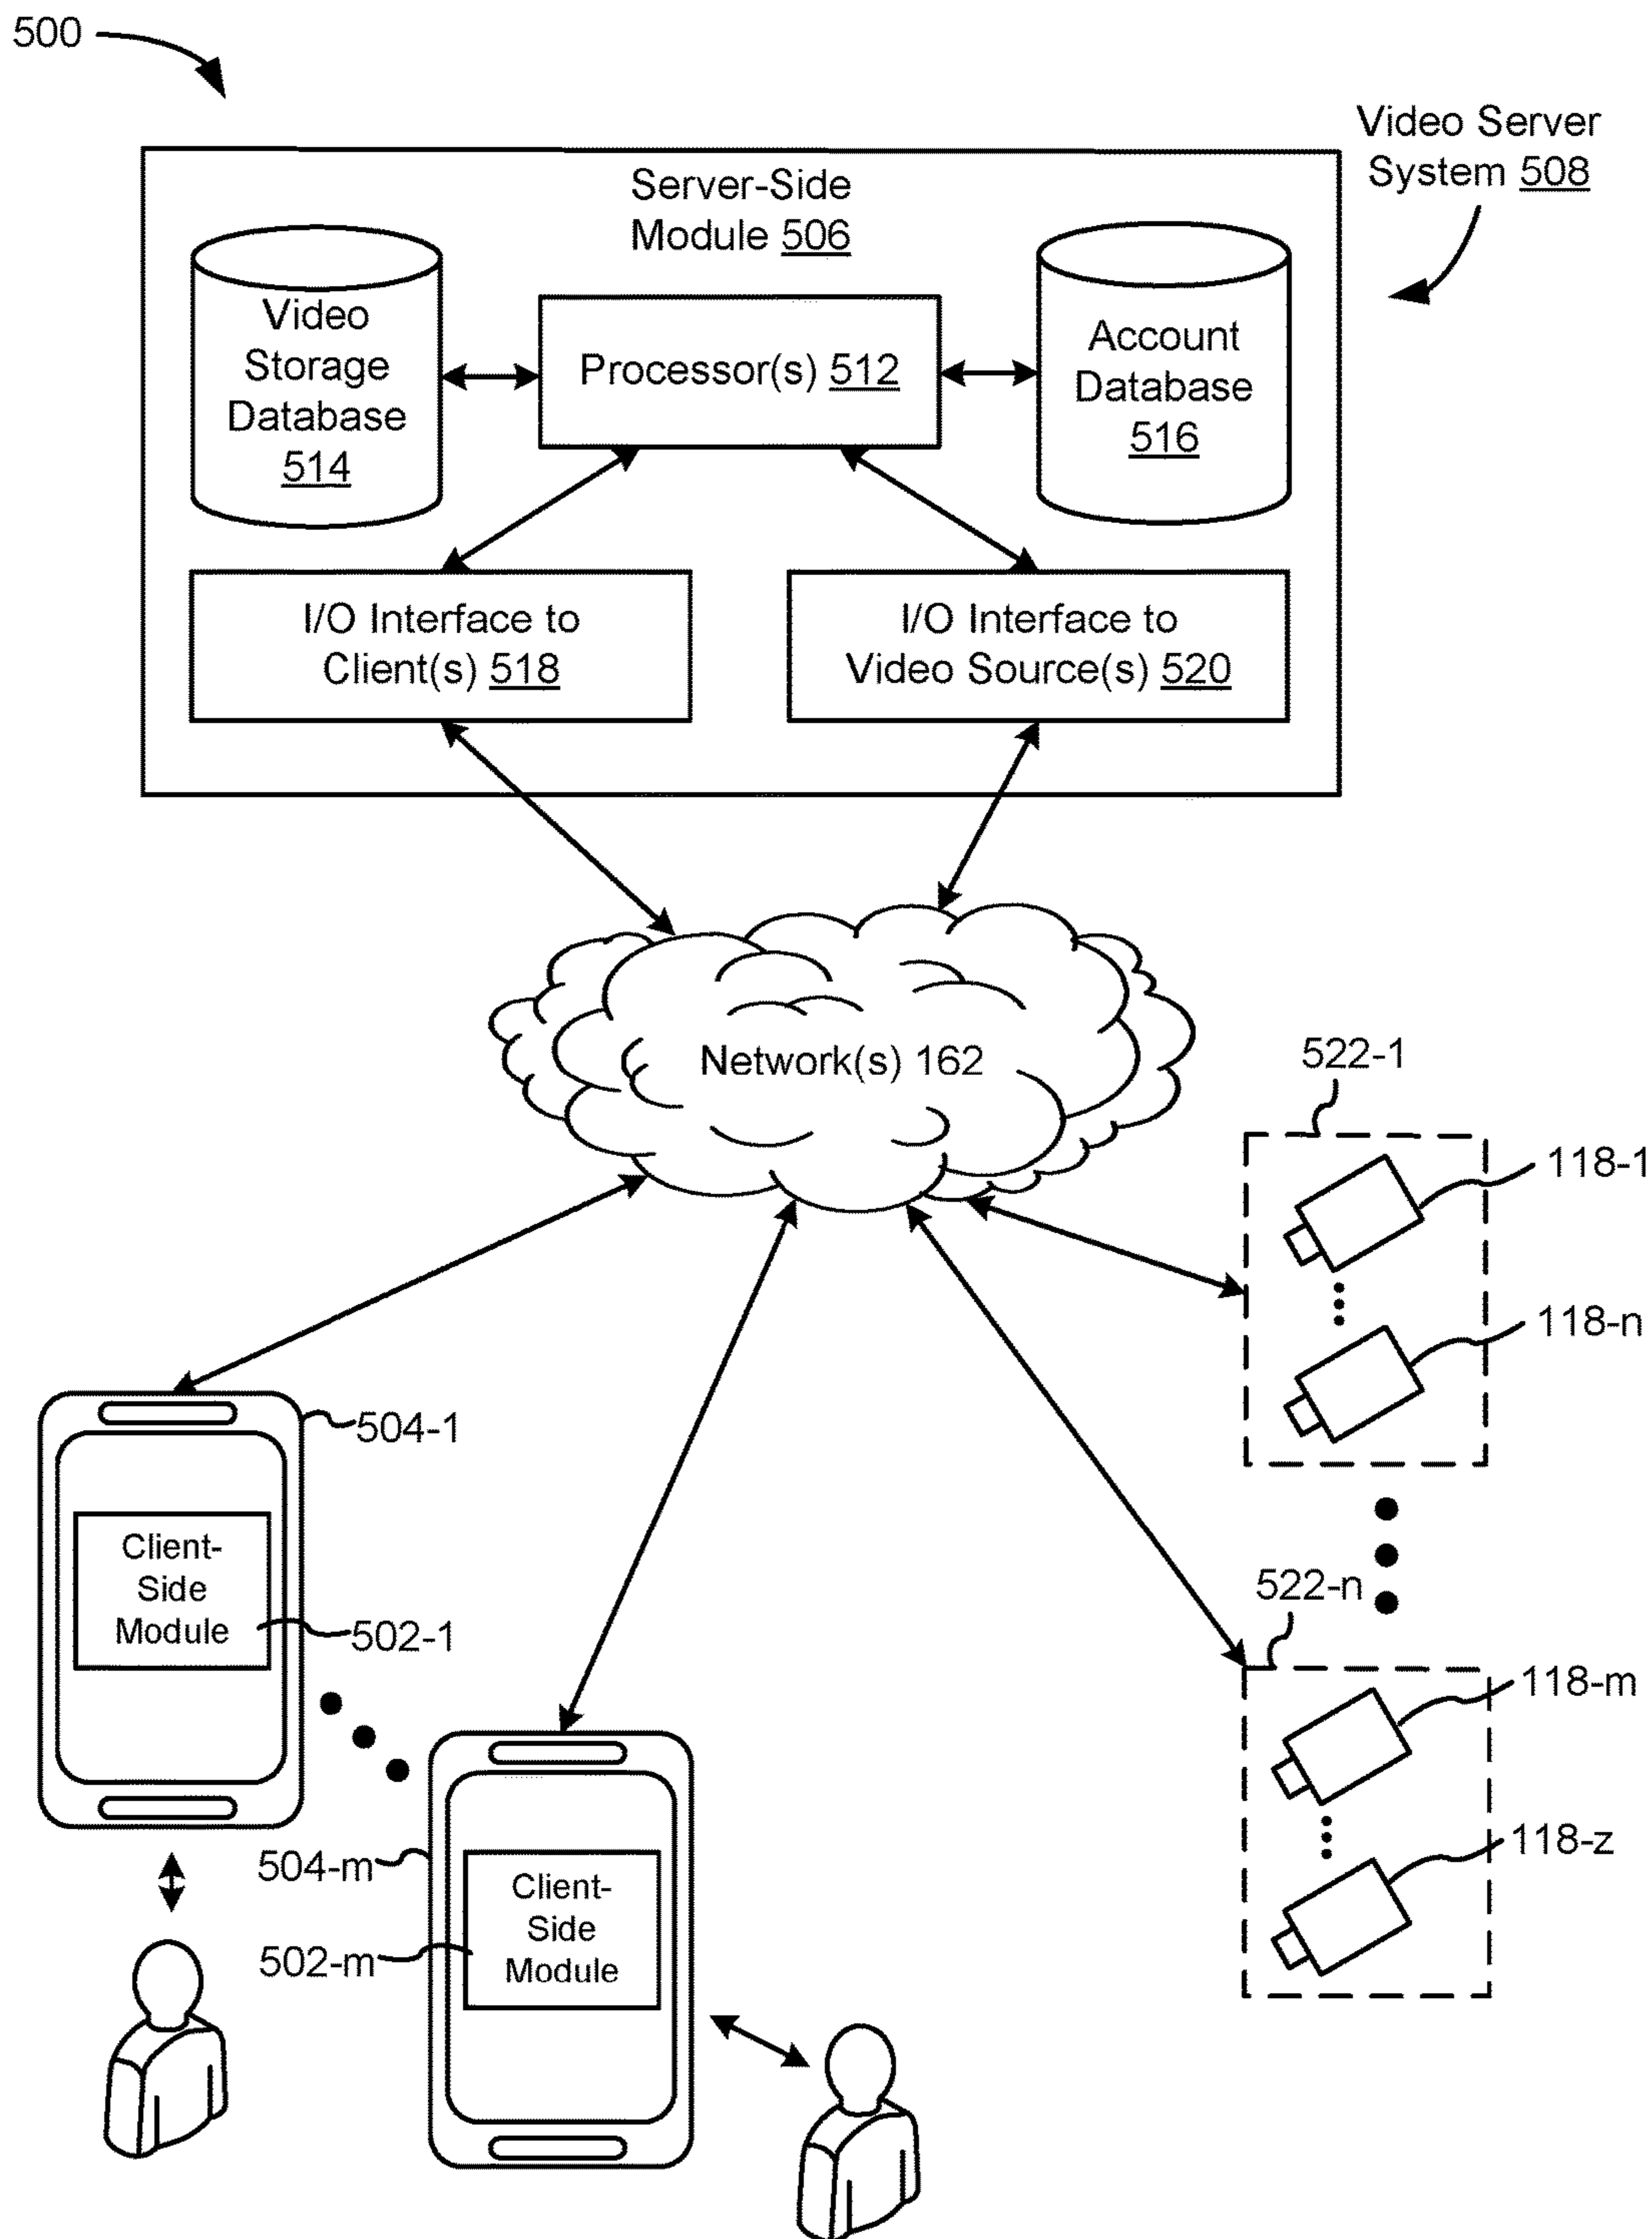 500
Video Server
System 508
Server-Side
Module 506
Video
Storage
Database
514
Processor(s) 512
Account
Database
516
I/O Interface to
Client(s) 518
I/O Interface to
Video Source(s) 520
Network(s) 162
522-1
118-1
118-n
504-1
Client-
Side
Module
502-1
522-n
118-m
118-z
504-m
Client-
Side
Module
502-m